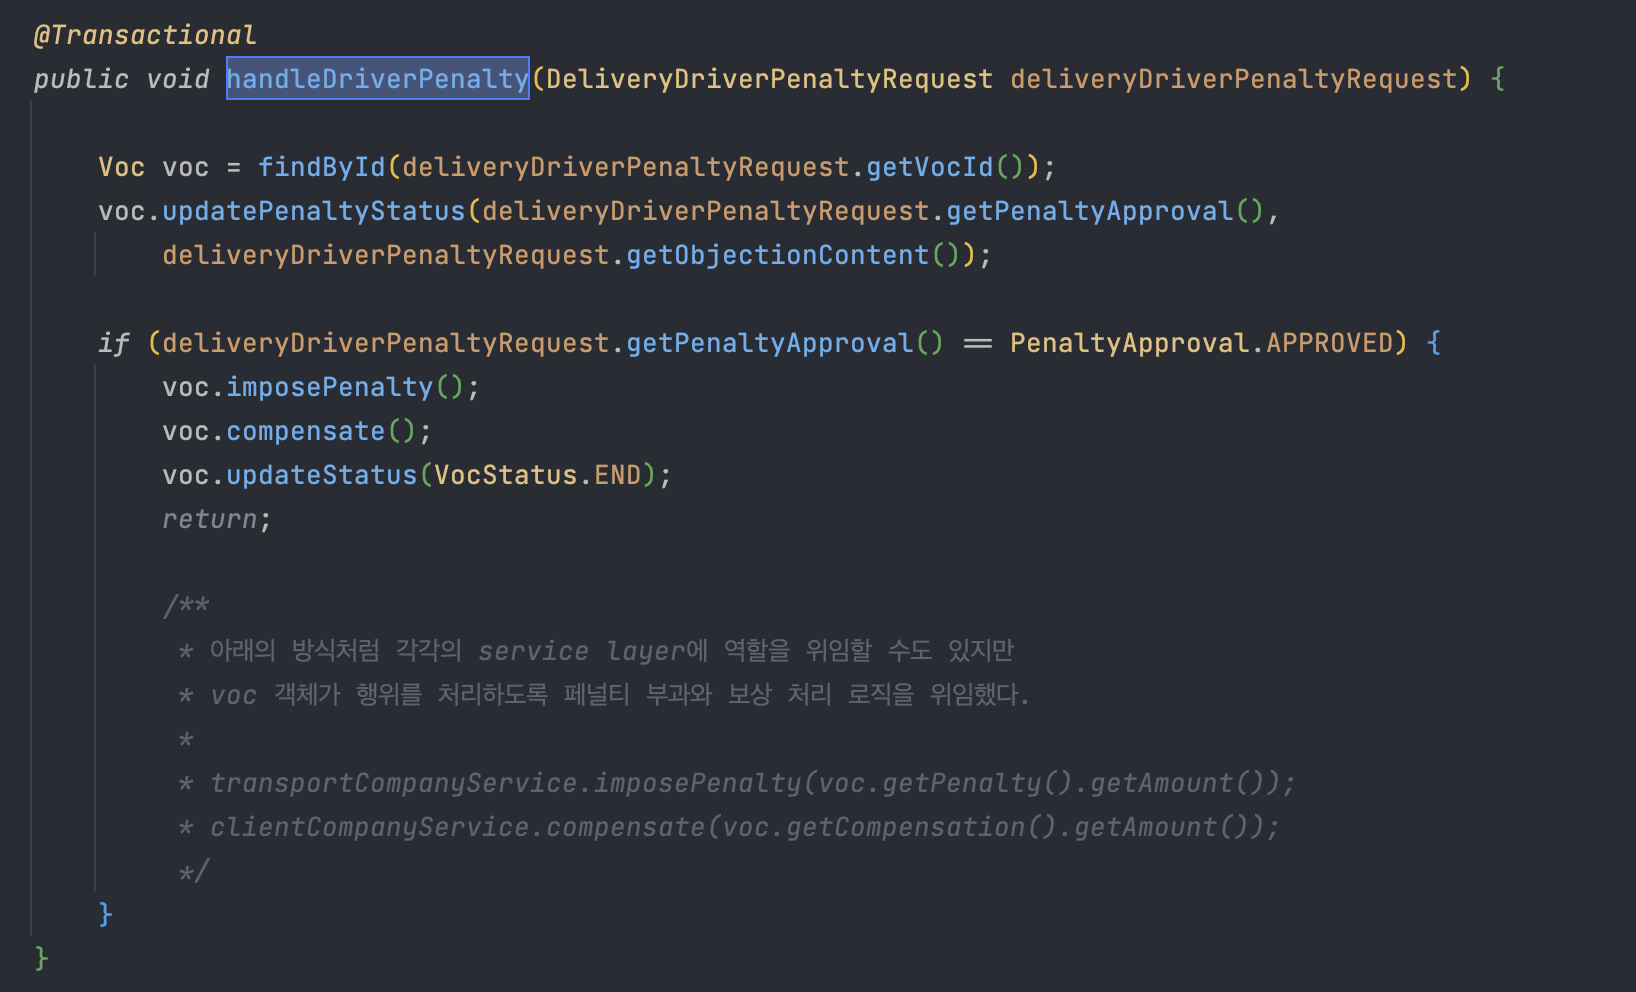 @Transactional
public void handleDriverPenalty(DeliveryDriverPenaltyRequest deliveryDriverPenaltyRequest) {
Voc voc = findById(deliveryDriverPenaltyRequest.getVocId());
voc.updatePenaltyStatus(deliveryDriverPenaltyRequest.getPenaltyApproval(),
deliveryDriverPenaltyRequest.getObjectionContent());
if (deliveryDriverPenaltyRequest.getPenaltyApproval() == PenaltyApproval.APPROVED) {
voc.imposePenalty();
voc.compensate();
voc.updateStatus(VocStatus.END);
return;
/**
* 아래의 방식처럼 각각의 service layer에 역할을 위임할 수도 있지만
* voc 객체가 행위를 처리하도록 페널티 부과와 보상 처리 로직을 위임했다.
*
* transportCompanyService.imposePenalty(voc.getPenalty().getAmount());
* clientCompanyService.compensate(voc.getCompensation().getAmount());
*/
}
}